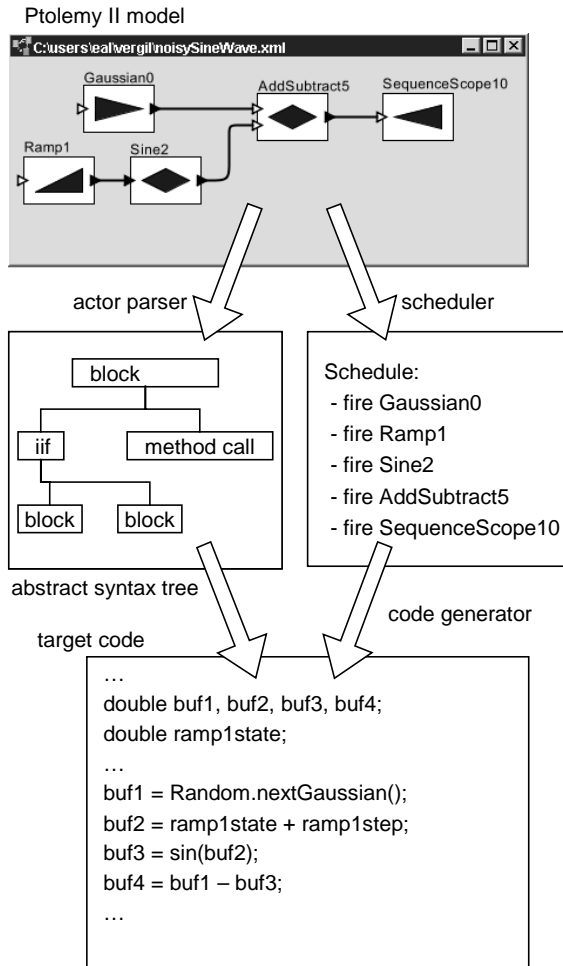 Ptolemy II model
C:\users\eal\vergil\noisySineWave.xml
Gaussian0
AddSubtract5
SequenceScope10
Ramp1
Sine2
actor parser
scheduler
block
iif
method call
block
block
Schedule:
- fire Gaussian0
- fire Ramp1
- fire Sine2
- fire AddSubtract5
- fire SequenceScope10
abstract syntax tree
code generator
target code
…
double buf1, buf2, buf3, buf4;
double ramp1state;
…
buf1 = Random.nextGaussian();
buf2 = ramp1state + ramp1step;
buf3 = sin(buf2);
buf4 = buf1 – buf3;
…